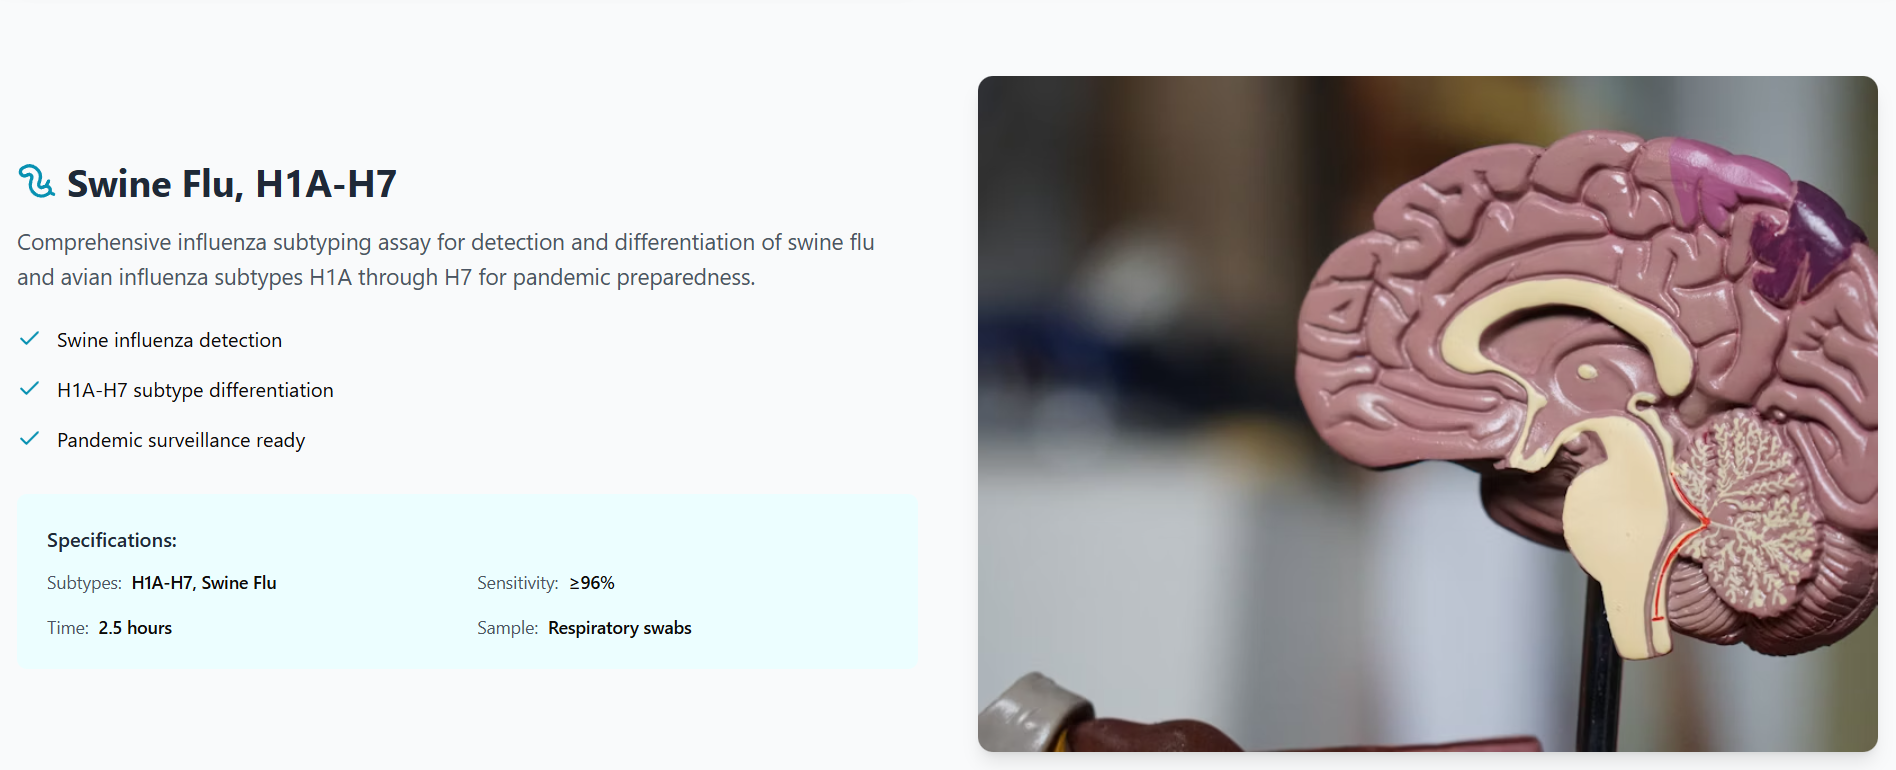 Swine Flu, H1A-H7
Comprehensive influenza subtyping assay for detection and differentiation of swine flu
and avian influenza subtypes H1A through H7 for pandemic preparedness.
Swine influenza detection
H1A-H7 subtype differentiation
Pandemic surveillance ready
Specifications:
Subtypes: H1A-H7, Swine Flu
Sensitivity: ≥96%
Time: 2.5 hours
Sample: Respiratory swabs